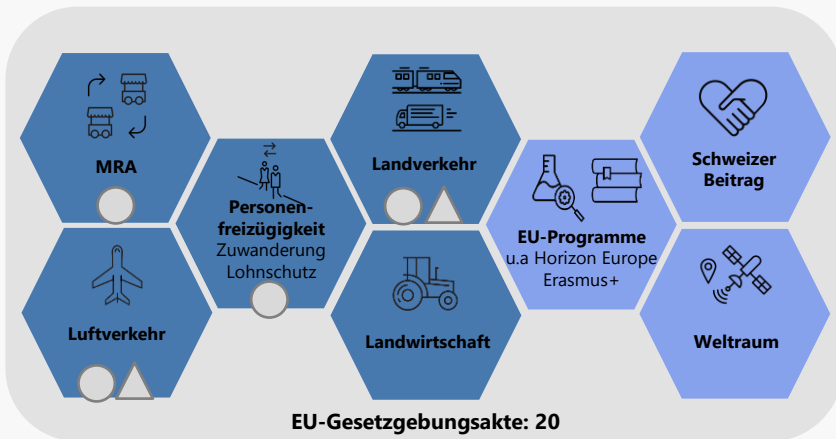 MRA
Personen-
freizügigkeit
Zuwanderung
Lohnschutz
Landverkehr
EU-Programme
u.a Horizon Europe
Erasmus+
Schweizer
Beitrag
Luftverkehr
Landwirtschaft
Weltraum
EU-Gesetzgebungsakte: 20